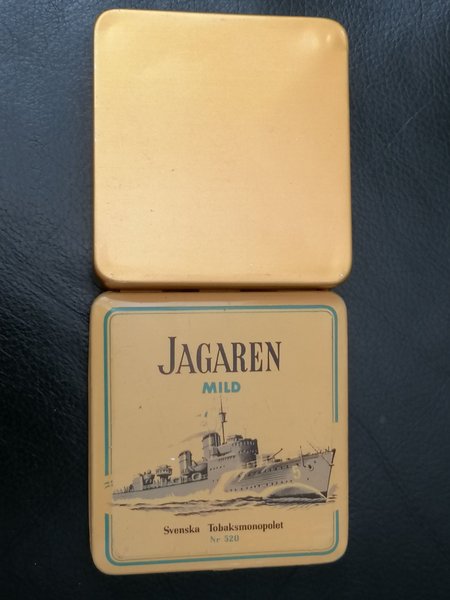 JAGAREN
MILD
Svenska Tobaksmonopolet
Nr 520